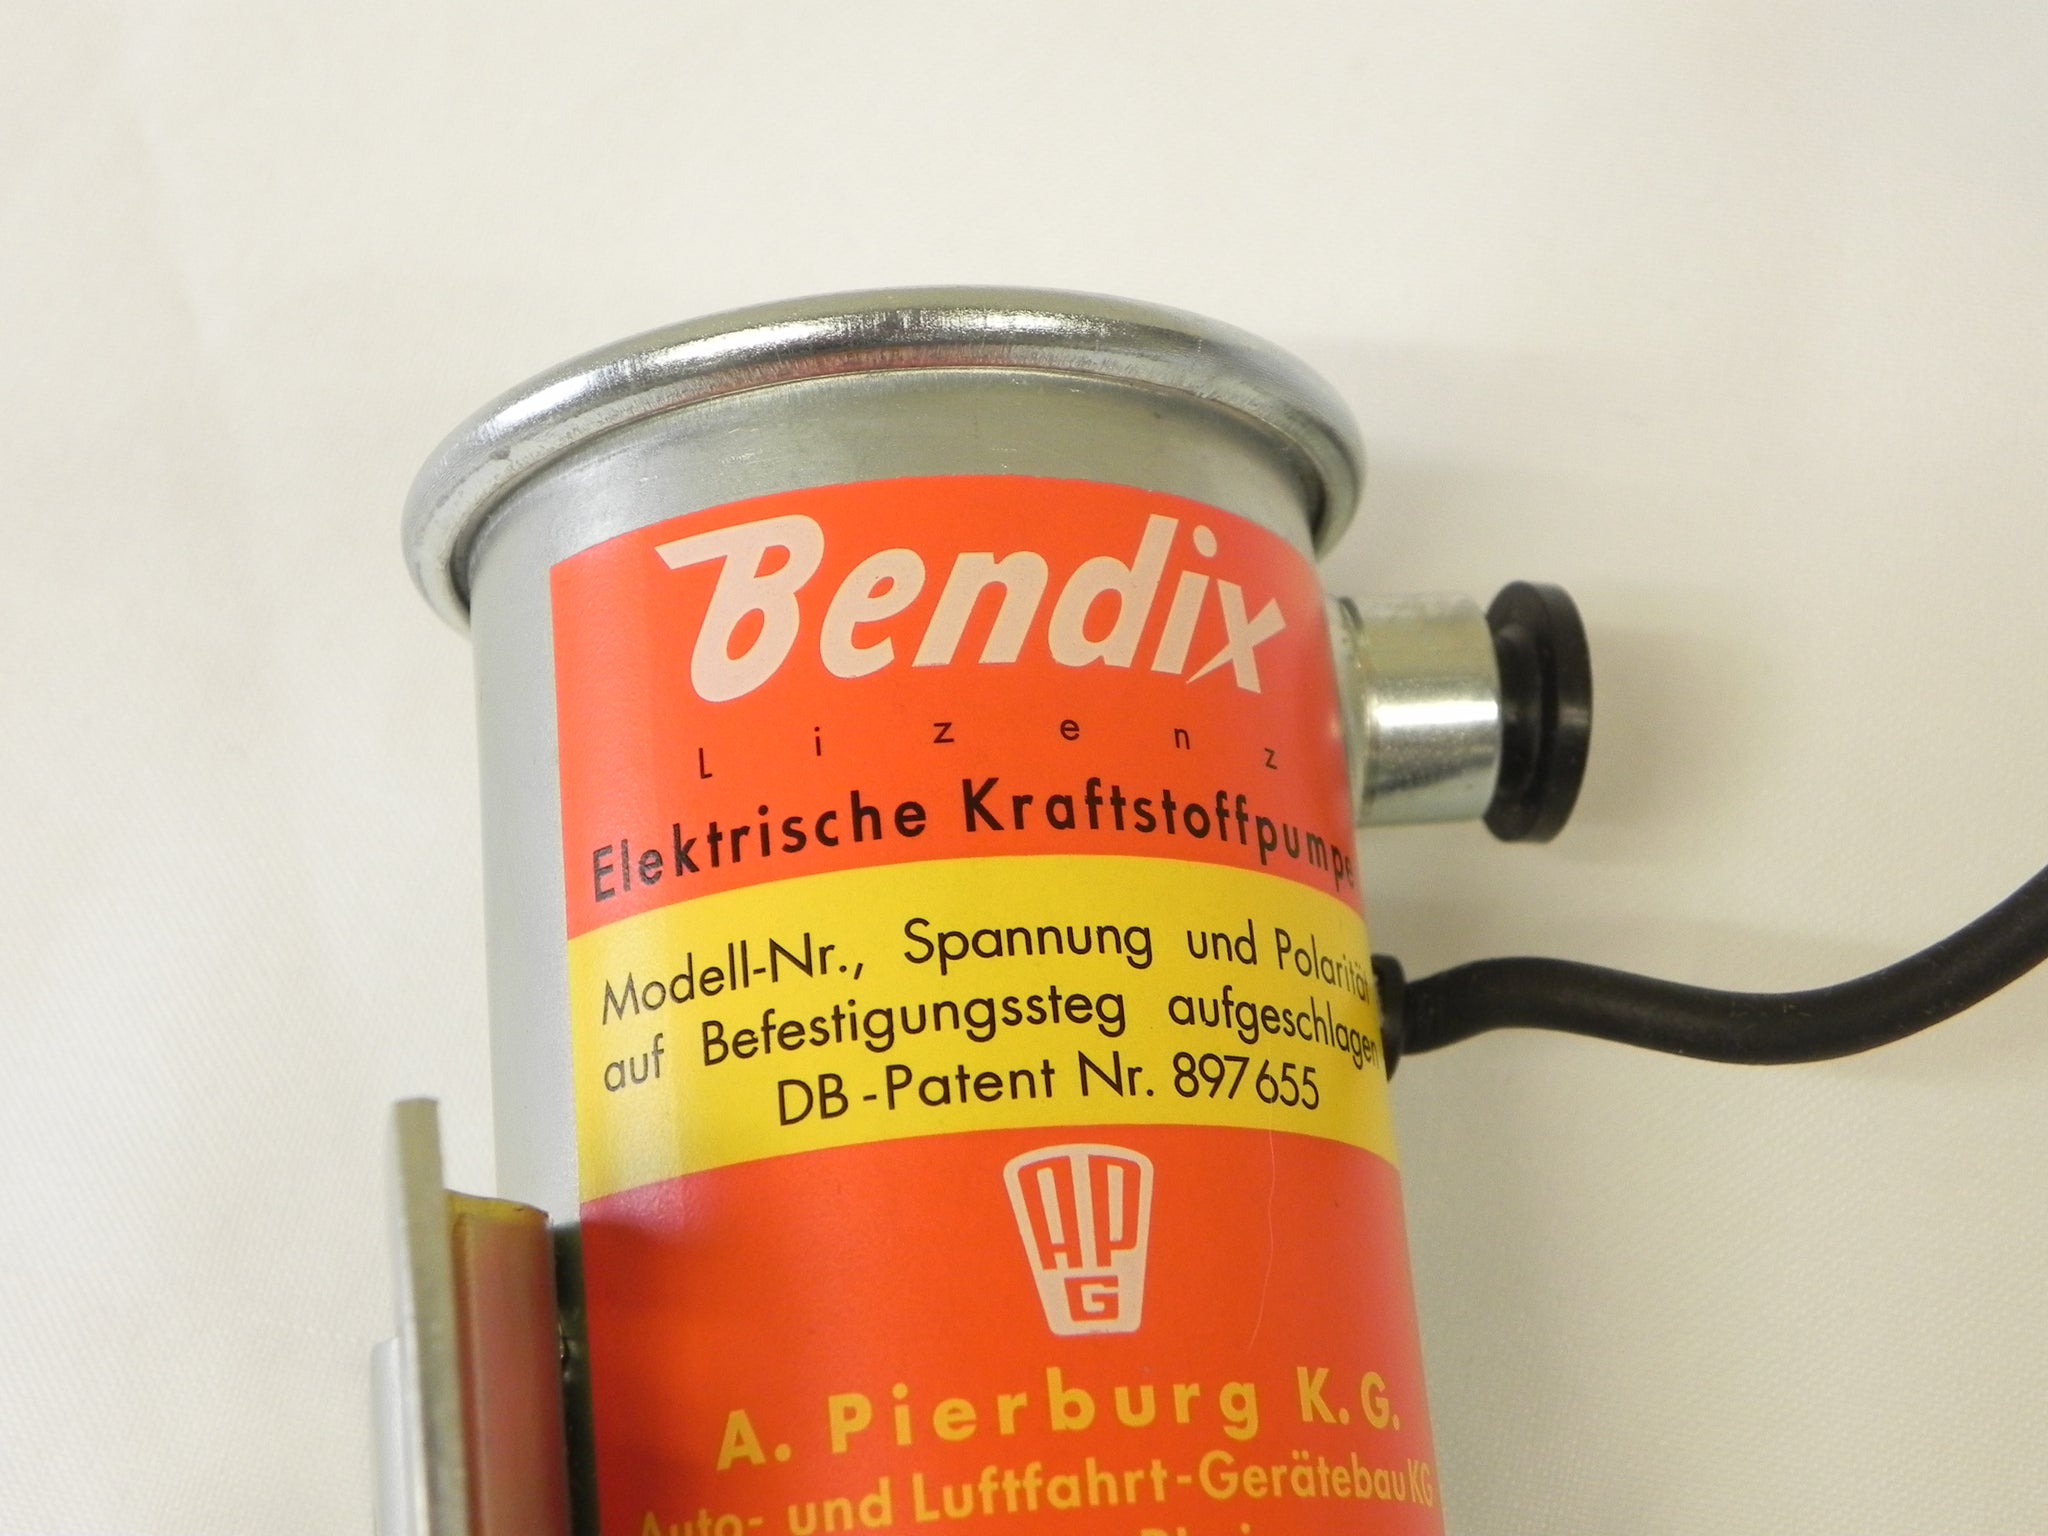 Bendix
Lizenz
Elektrische Kraftstoffpumpe
Modell-Nr., Spannung und Polarität
auf Befestigungssteg aufgeschlagen
DB-Patent Nr. 897655
APG
A. Pierburg K.G.
Auto- und Luftfahrt-Gerätebau KG